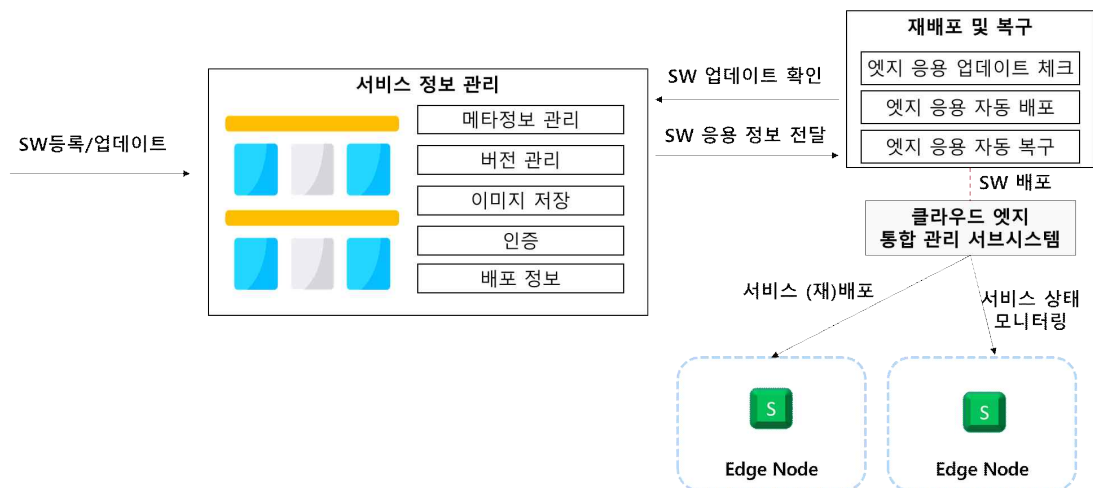 SW등록/업데이트
서비스 정보 관리
메타정보 관리
버전 관리
이미지 저장
인증
배포 정보
SW 업데이트 확인
SW 응용 정보 전달
재배포 및 복구
엣지 응용 업데이트 체크
엣지 응용 자동 배포
엣지 응용 자동 복구
SW 배포
클라우드 엣지
통합 관리 서브시스템
서비스 (재)배포
서비스 상태
모니터링
S
Edge Node
S
Edge Node